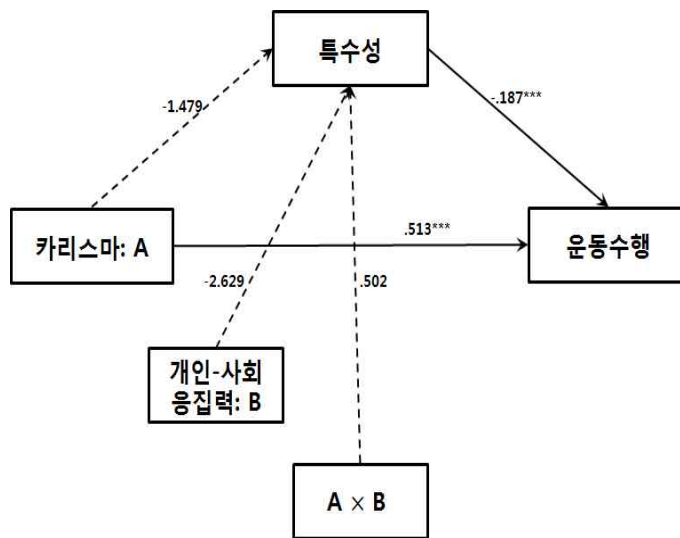 특수성
-1.479
-.187***
카리스마: A
.513***
운동수행
-2.629
.502
개인-사회
응집력: B
A × B